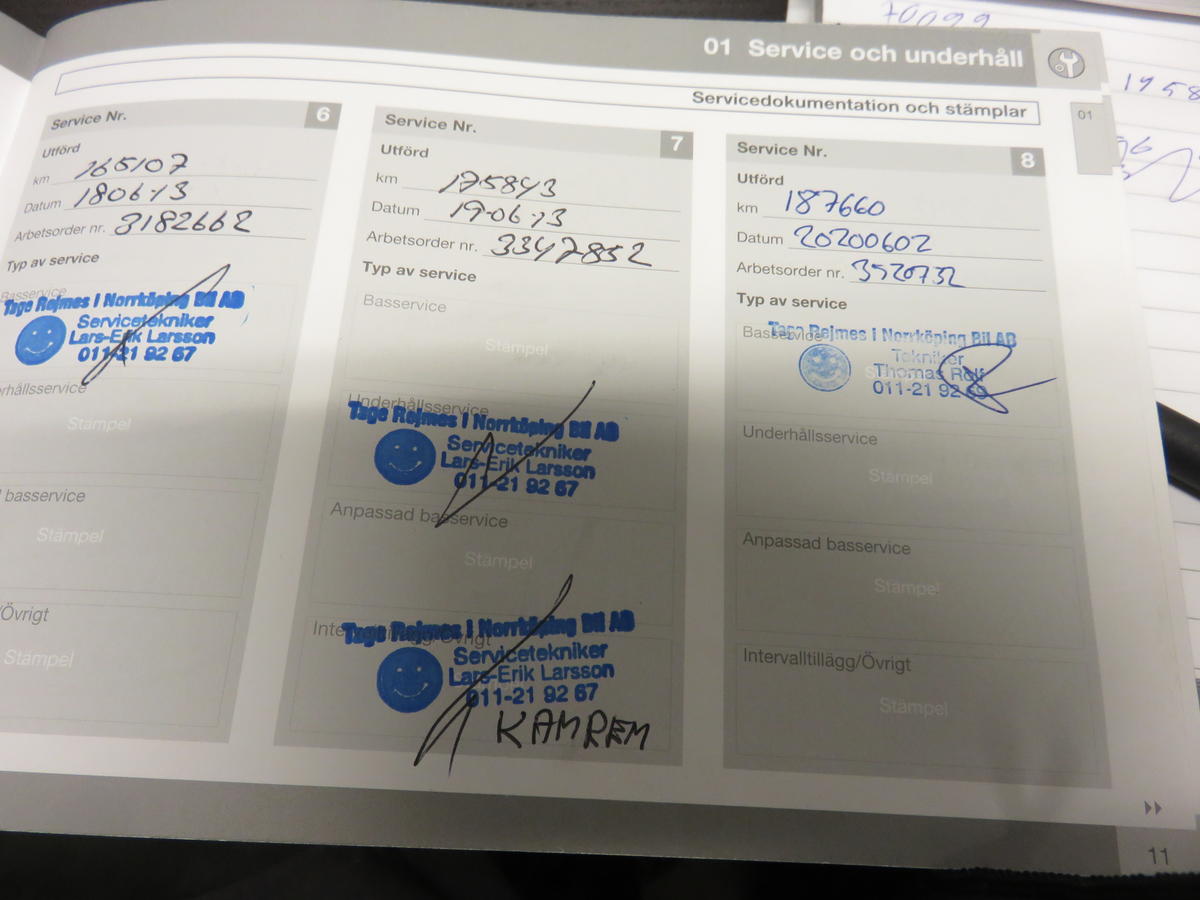 70099
1958
01 Service och underhåll
Servicedokumentation och stämplar
01
Service Nr. 6
Utförd
km 165107
Datum 180613
Arbetsorder nr. 3182662
Typ av service
Basservice
Tage Rejmes i Norrköping Bil AB
Servicetekniker
Lars-Erik Larsson
011-21 92 67
rhållsservice
Stämpel
basservice
Stämpel
/Övrigt
Stämpel
Service Nr. 7
Utförd
km 175843
Datum 190613
Arbetsorder nr. 3347852
Typ av service
Basservice
Stämpel
Underhållsservice
Tage Rejmes i Norrköping Bil AB
Servicetekniker
Lars-Erik Larsson
011-21 92 67
Anpassad basservice
Stämpel
Tage Rejmes i Norrköping Bil AB
Servicetekniker
Lars-Erik Larsson
011-21 92 67
KAMREM
Service Nr. 8
Utförd
km 187660
Datum 20200602
Arbetsorder nr. 3520732
Typ av service
Basservice
Tage Rejmes i Norrköping Bil AB
Tekniker
Thomas Rolf
011-21 92 69
Underhållsservice
Stämpel
Anpassad basservice
Stämpel
Intervalltillägg/Övrigt
Stämpel
11